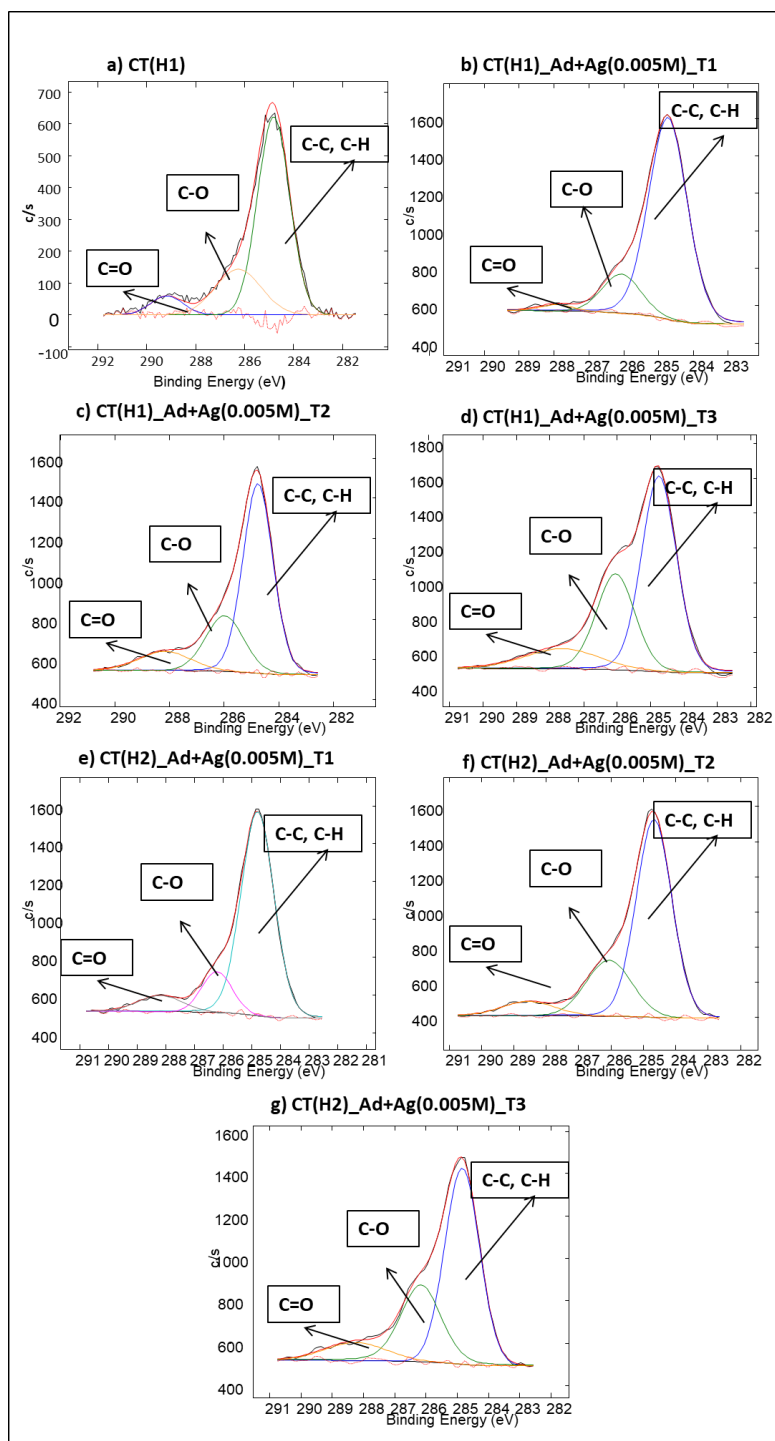 a) CT(H1)
700
600
500
400
300
200
100
0
-100
c/s
C-C, C-H
C-O
C=O
292 290 288 286 284 282
Binding Energy (eV)
b) CT(H1)_Ad+Ag(0.005M)_T1
1600
1400
1200
1000
800
600
400
c/s
C-C, C-H
C-O
C=O
291 290 289 288 287 286 285 284 283
Binding Energy (eV)
c) CT(H1)_Ad+Ag(0.005M)_T2
1600
1400
1200
1000
800
600
400
c/s
C-C, C-H
C-O
C=O
292 290 288 286 284 282
Binding Energy (eV)
d) CT(H1)_Ad+Ag(0.005M)_T3
1800
1600
1400
1200
1000
800
600
400
c/s
C-C, C-H
C-O
C=O
291 290 289 288 287 286 285 284 283 282
Binding Energy (eV)
e) CT(H2)_Ad+Ag(0.005M)_T1
1600
1400
1200
1000
800
600
400
c/s
C-C, C-H
C-O
C=O
291 290 289 288 287 286 285 284 283 282 281
Binding Energy (eV)
f) CT(H2)_Ad+Ag(0.005M)_T2
1600
1400
1200
1000
800
600
400
c/s
C-C, C-H
C-O
C=O
291 290 289 288 287 286 285 284 283 282
Binding Energy (eV)
g) CT(H2)_Ad+Ag(0.005M)_T3
1600
1400
1200
1000
800
600
400
c/s
C-C, C-H
C-O
C=O
291 290 289 288 287 286 285 284 283 282
Binding Energy (eV)